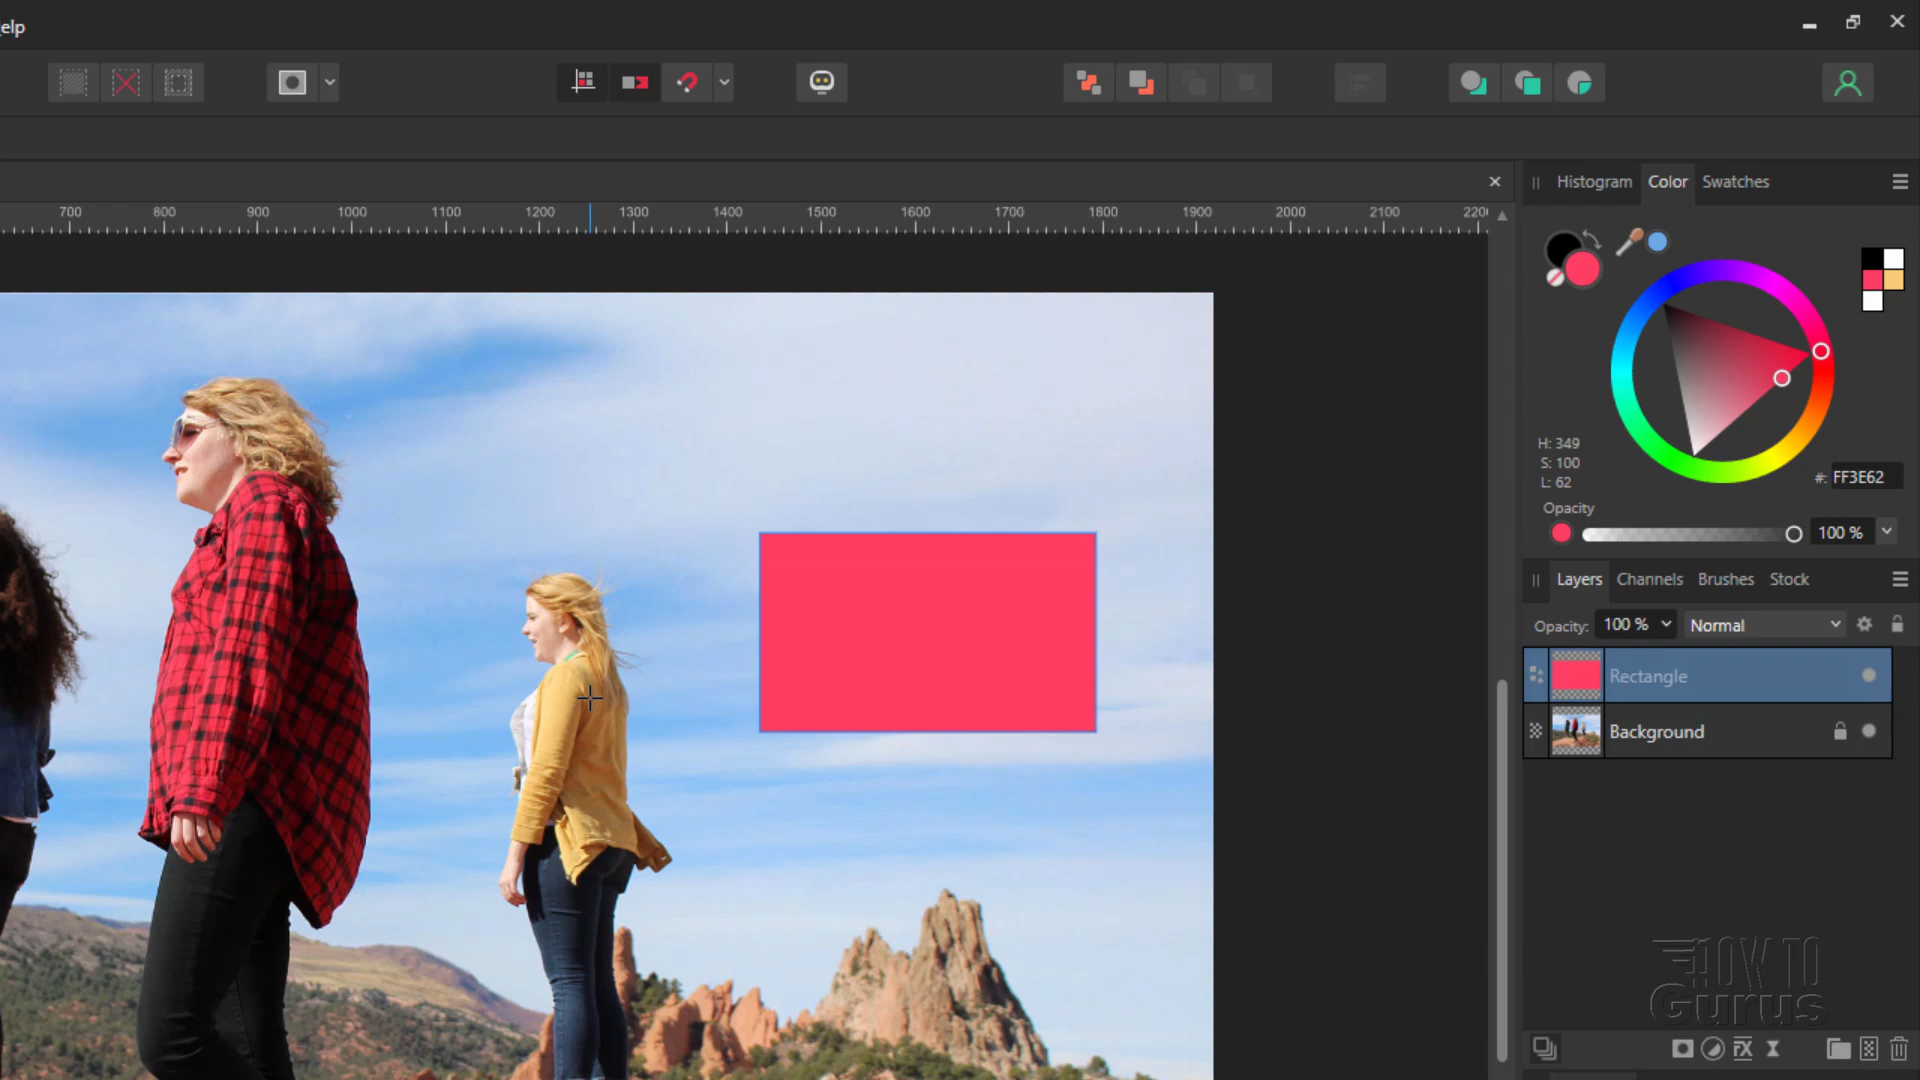 elp
700 800 900 1000 1100 1200 1300 1400 1500 1600 1700 1800 1900 2000 2100 220
Histogram Color Swatches
H: 349
S: 100
L: 62
#: FF3E62
Opacity
100 %
Layers Channels Brushes Stock
Opacity: 100 % Normal
Rectangle
Background
HOW TO
Gurus
FX